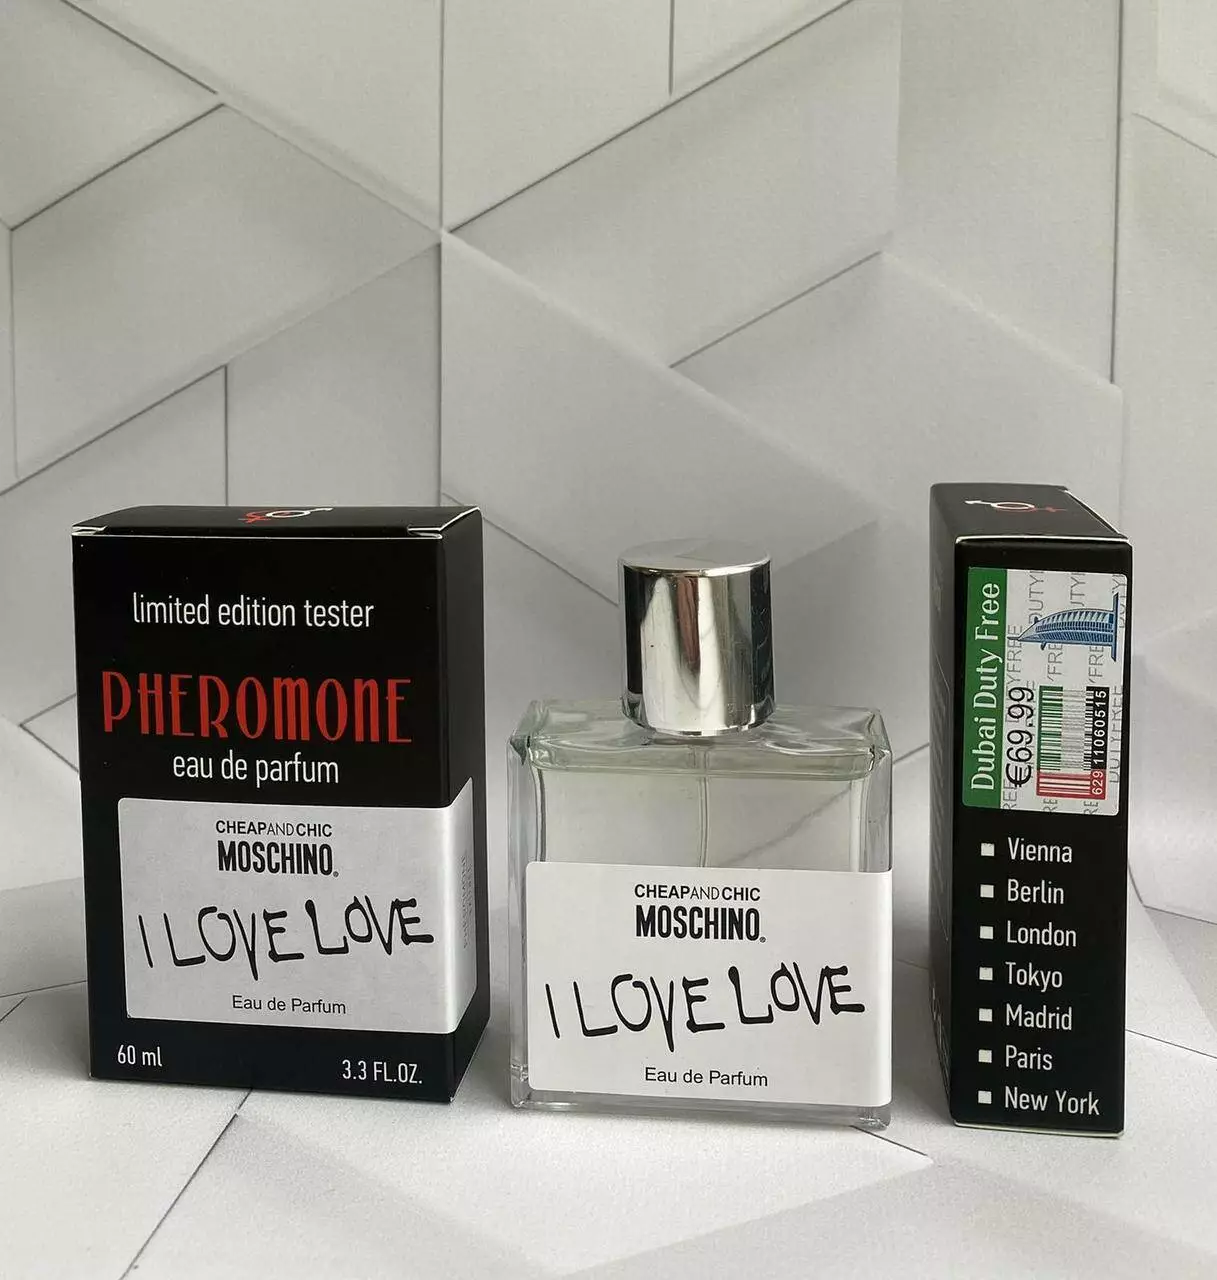 limited edition tester
PHEROMONE
eau de parfum
CHEAPANDCHIC
MOSCHINO®
I LOVE LOVE
Eau de Parfum
60 ml
3.3 FL.OZ.
CHEAPANDCHIC
MOSCHINO®
I LOVE LOVE
Eau de Parfum
Dubai Duty Free
€69.99
629 11060515
Vienna
Berlin
London
Tokyo
Madrid
Paris
New York